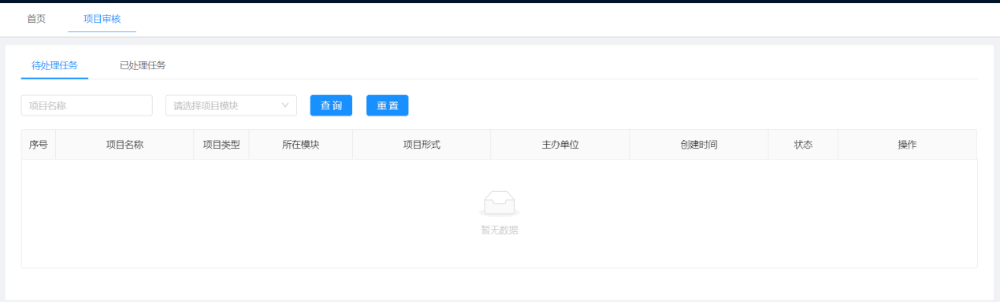 首页 项目审核
待处理任务 已处理任务
项目名称 请选择项目模块 查询 重置
序号 项目名称 项目类型 所在模块 项目形式 主办单位 创建时间 状态 操作
暂无数据